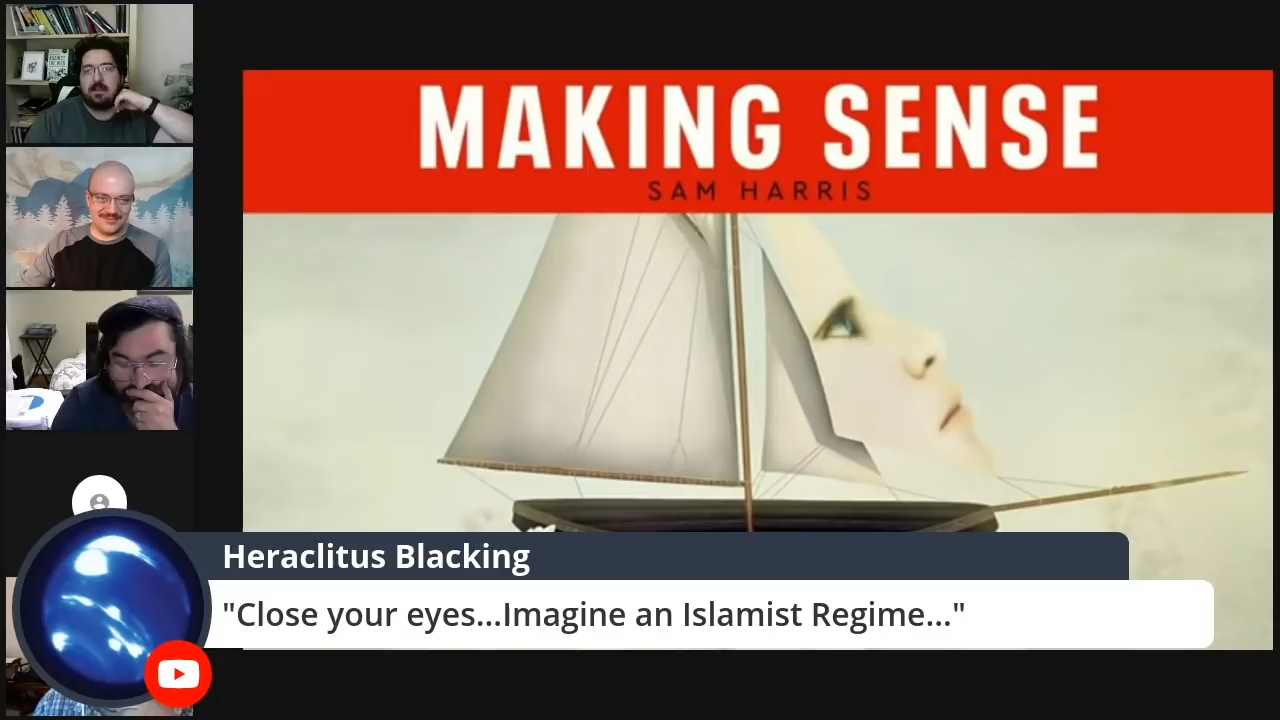 MAKING SENSE
SAM HARRIS
Heraclitus Blacking
"Close your eyes...Imagine an Islamist Regime..."